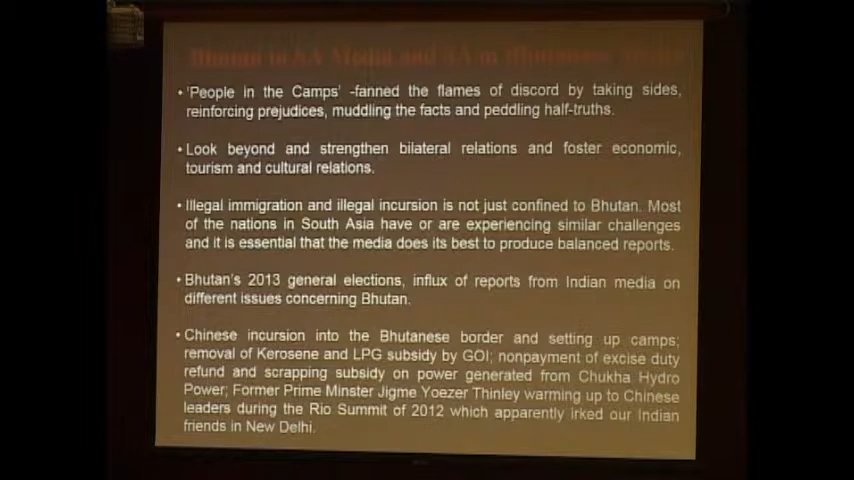 Bhutan in SA Media and SA in Bhutanese
• 'People in the Camps' -fanned the flames of discord by taking sides,
reinforcing prejudices, muddling the facts and peddling half-truths.
• Look beyond and strengthen bilateral relations and foster economic,
tourism and cultural relations.
• Illegal immigration and illegal incursion is not just confined to Bhutan. Most
of the nations in South Asia have or are experiencing similar challenges
and it is essential that the media does its best to produce balanced reports.
• Bhutan's 2013 general elections, influx of reports from Indian media on
different issues concerning Bhutan.
• Chinese incursion into the Bhutanese border and setting up camps;
removal of Kerosene and LPG subsidy by GOI; nonpayment of excise duty
refund and scrapping subsidy on power generated from Chukha Hydro
Power; Former Prime Minster Jigme Yoezer Thinley warming up to Chinese
leaders during the Rio Summit of 2012 which apparently irked our Indian
friends in New Delhi.